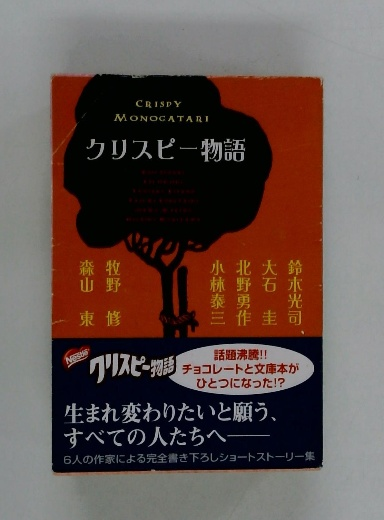 CRISPY
MONOGATARI
クリスピー物語
鈴木光司
大石 圭
北野勇作
小林泰三
牧野 修
森山 東
Nestlé
クリスピー物語
話題沸騰!!
チョコレートと文庫本が
ひとつになった!?
生まれ変わりたいと願う、
すべての人たちへ——
6人の作家による完全書き下ろしショートストーリー集